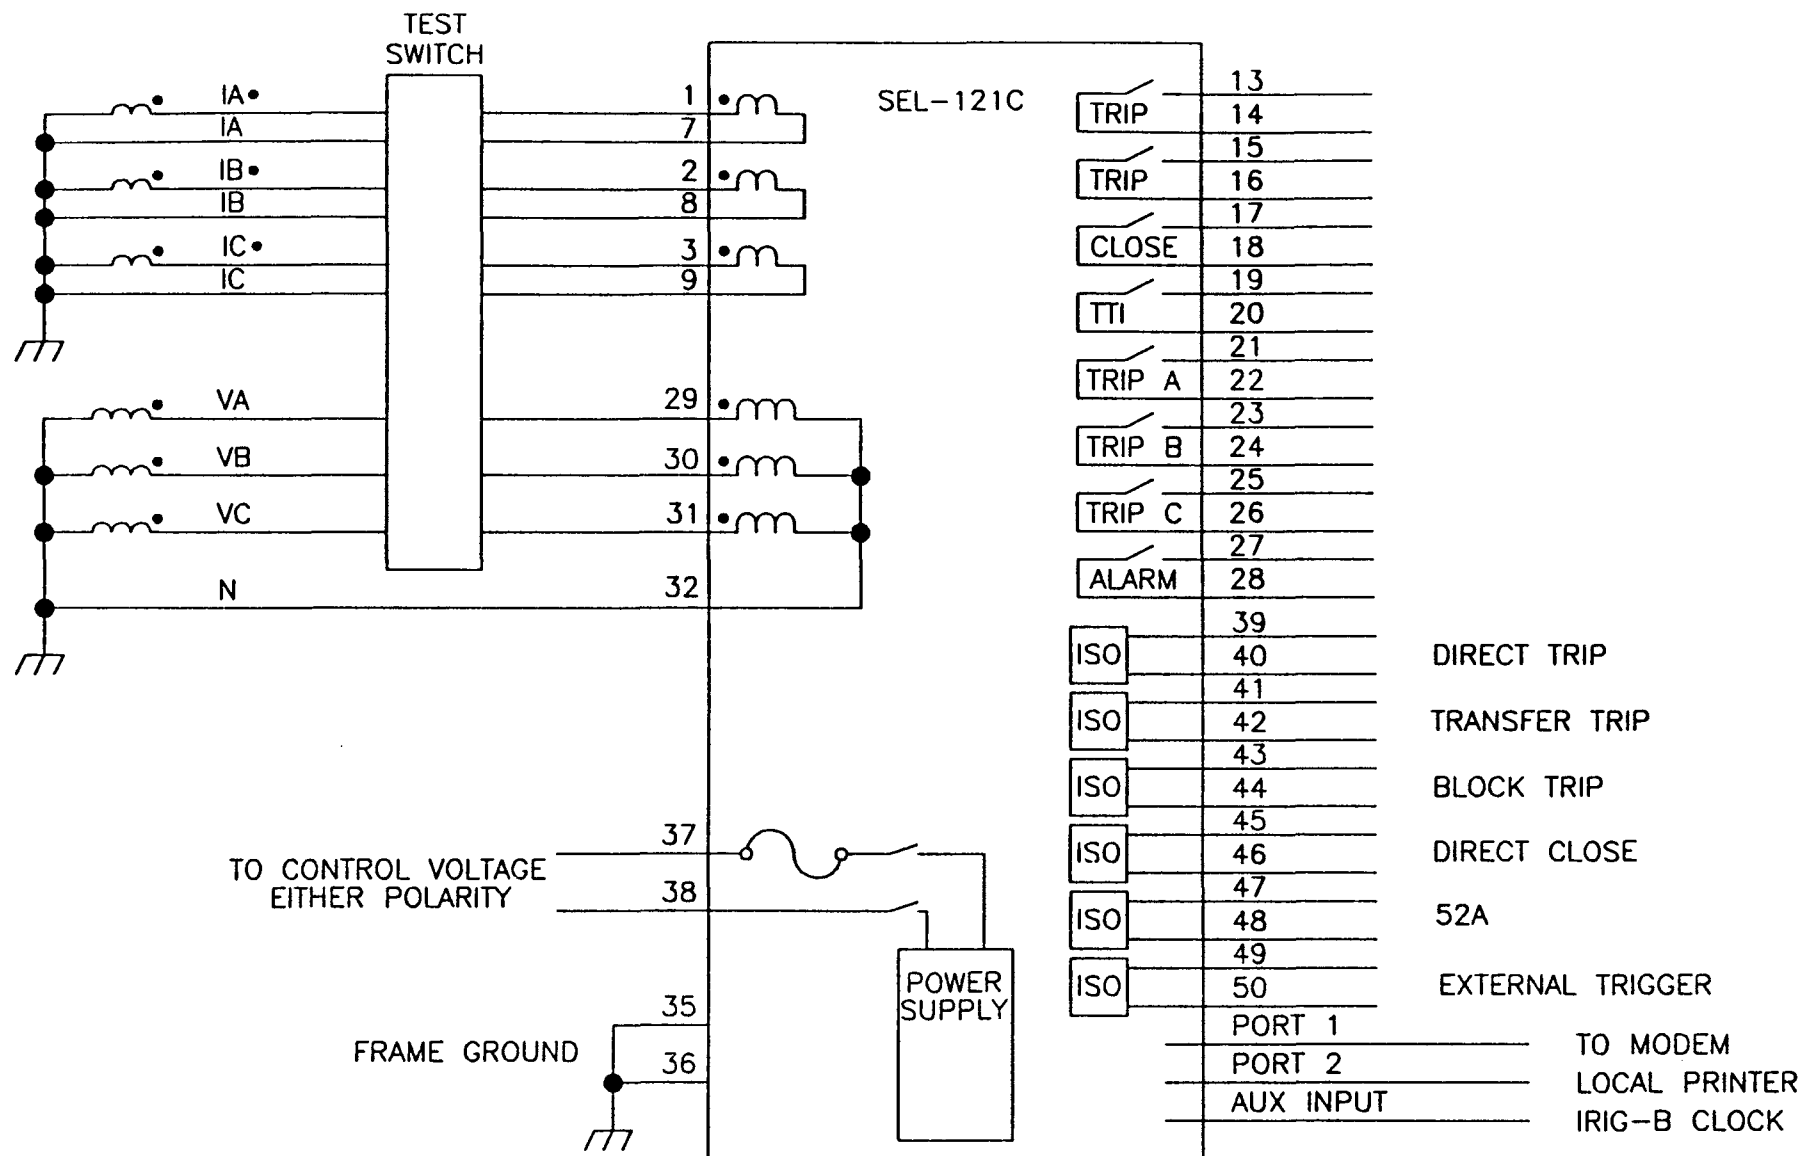 TEST
SWITCH
SEL-121C
IA•
IA
IB•
IB
IC•
IC
1
7
2
8
3
9
VA
VB
VC
N
29
30
31
32
TO CONTROL VOLTAGE
EITHER POLARITY
37
38
POWER
SUPPLY
FRAME GROUND
35
36
13
TRIP 14
15
TRIP 16
17
CLOSE 18
19
TTI 20
21
TRIP A 22
23
TRIP B 24
25
TRIP C 26
27
ALARM 28
39
ISO 40 DIRECT TRIP
41
ISO 42 TRANSFER TRIP
43
ISO 44 BLOCK TRIP
45
ISO 46 DIRECT CLOSE
47
ISO 48 52A
49
ISO 50 EXTERNAL TRIGGER
PORT 1 TO MODEM
PORT 2 LOCAL PRINTER
AUX INPUT IRIG-B CLOCK